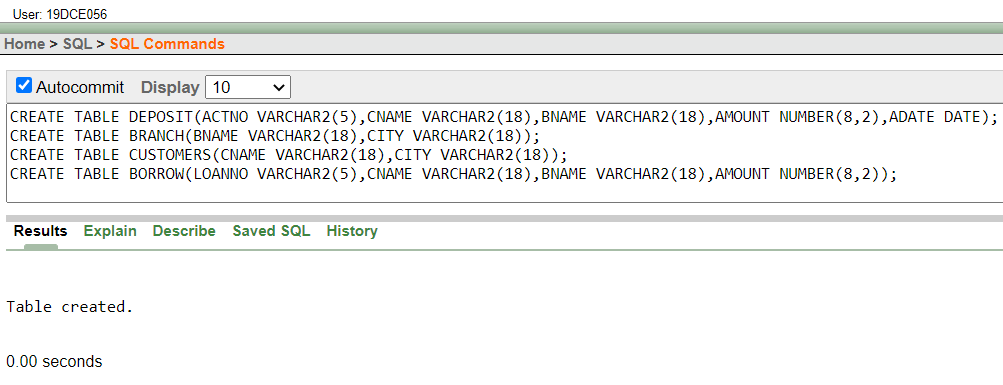 User: 19DCE056
Home > SQL > SQL Commands
Autocommit Display 10
CREATE TABLE DEPOSIT(ACTNO VARCHAR2(5),CNAME VARCHAR2(18),BNAME VARCHAR2(18),AMOUNT NUMBER(8,2),ADATE DATE);
CREATE TABLE BRANCH(BNAME VARCHAR2(18),CITY VARCHAR2(18));
CREATE TABLE CUSTOMERS(CNAME VARCHAR2(18),CITY VARCHAR2(18));
CREATE TABLE BORROW(LOANNO VARCHAR2(5),CNAME VARCHAR2(18),BNAME VARCHAR2(18),AMOUNT NUMBER(8,2));
Results Explain Describe Saved SQL History
Table created.
0.00 seconds